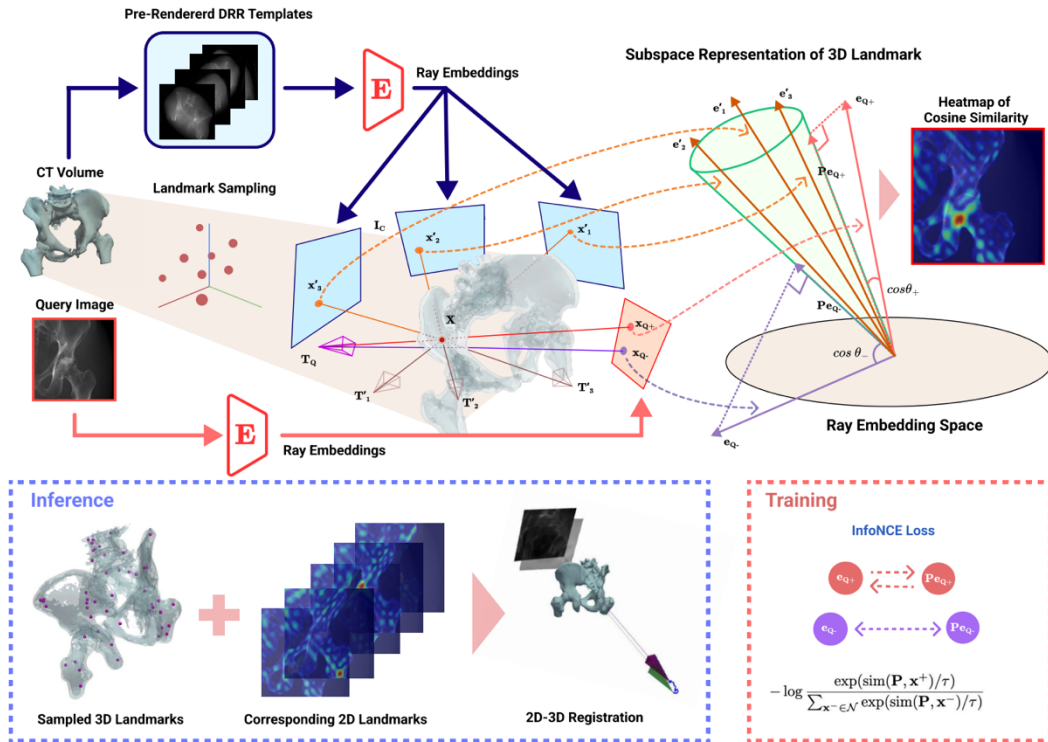 Pre-Rendererd DRR Templates
E
Ray Embeddings
Subspace Representation of 3D Landmark
Heatmap of
Cosine Similarity
CT Volume
Landmark Sampling
Query Image
I_C
x'_1
x'_2
x'_3
X
x_Q+
x_Q-
T_Q
T'_1
T'_2
T'_3
e'_1
e'_2
e'_3
e_Q+
Pe_Q+
Pe_Q-
cosθ_+
cos θ_-
e_Q-
Ray Embedding Space
E
Ray Embeddings
Inference
Sampled 3D Landmarks
Corresponding 2D Landmarks
2D-3D Registration
Training
InfoNCE Loss
e_Q+ Pe_Q+
e_Q- Pe_Q-
− log exp(sim(P, x^+)/τ) / ∑_{x^-∈N} exp(sim(P, x^-)/τ)